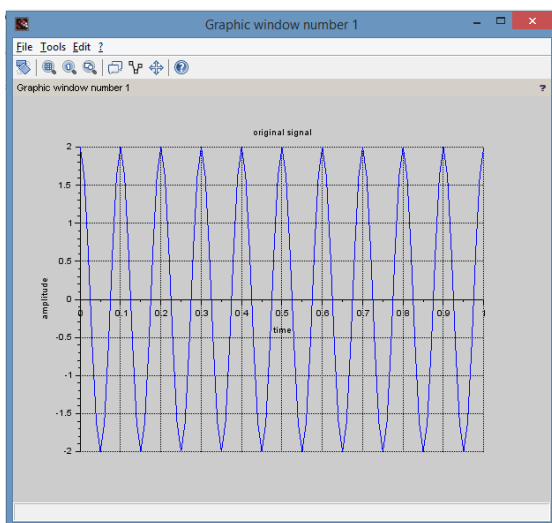 Graphic window number 1
File Tools Edit ?
Graphic window number 1 ?
original signal
2
1.5
1
0.5
0
-0.5
-1
-1.5
-2
amplitude
0 0.1 0.2 0.3 0.4 0.5 0.6 0.7 0.8 0.9 1
time